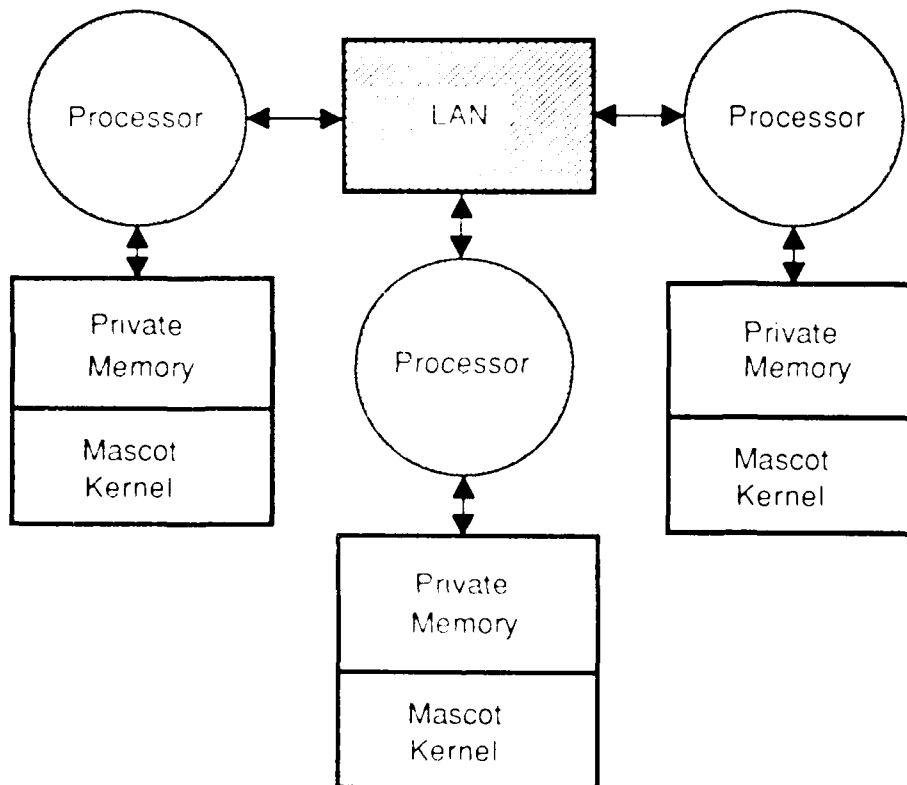 Processor
LAN
Processor
Private
Memory
Mascot
Kernel
Processor
Private
Memory
Mascot
Kernel
Private
Memory
Mascot
Kernel